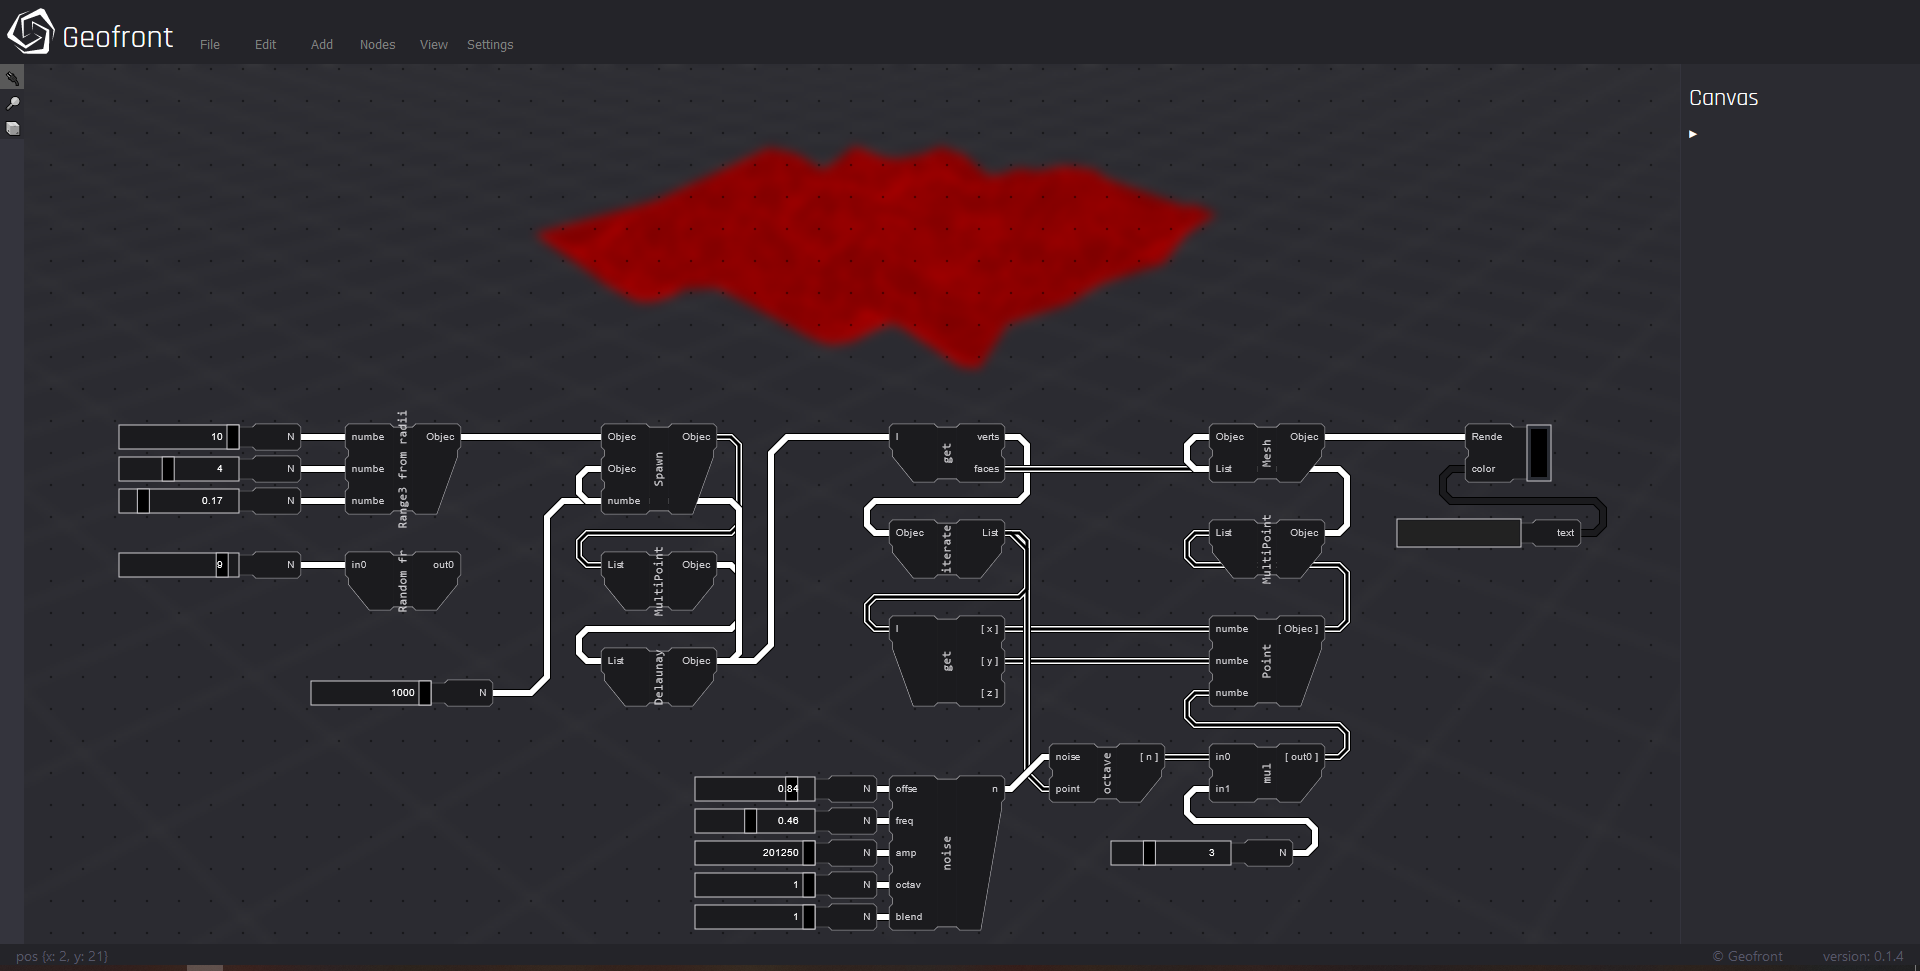 Geofront
File Edit Add Nodes View Settings
Canvas
10 N numbe Range3 from radii Objec
4 N numbe
0.17 N numbe
9 N in0 Random fr out0
1000 N
Objec Spawn Objec
Objec
numbe
List MultiPoint Objec
List Delaunay Objec
l get verts
faces
Objec iterate List
l get [ x ]
[ y ]
[ z ]
Objec Mesh Objec
List
List MultiPoint Objec
numbe Point [ Objec ]
numbe
numbe
Rende
color
text
noise octave [ n ]
point
in0 mul [ out0 ]
in1
3 N
0.84 N offse noise n
0.46 N freq
201250 N amp
1 N octav
1 N blend
pos (x: 2, y: 21)
© Geofront version: 0.1.4